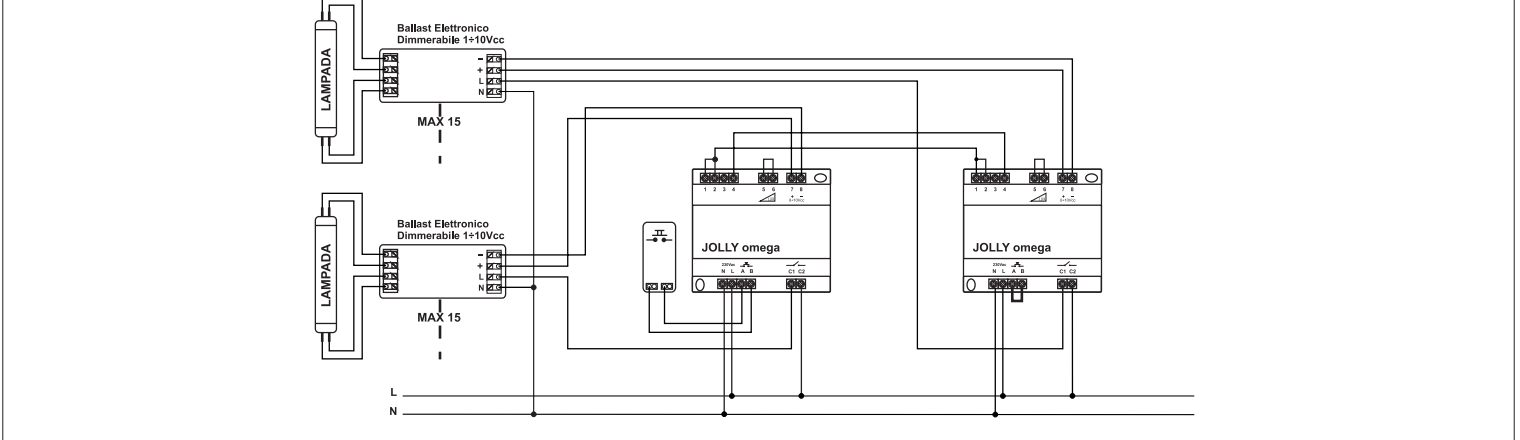 Ballast Elettronico
Dimmerabile 1÷10Vcc
LAMPADA
–
+
L
N
MAX 15
Ballast Elettronico
Dimmerabile 1÷10Vcc
LAMPADA
–
+
L
N
MAX 15
1 2 3 4 5 6 7 8
+ –
JOLLY omega
230Vac
N L A B C1 C2
1 2 3 4 5 6 7 8
+ –
JOLLY omega
230Vac
N L A B C1 C2
L
N